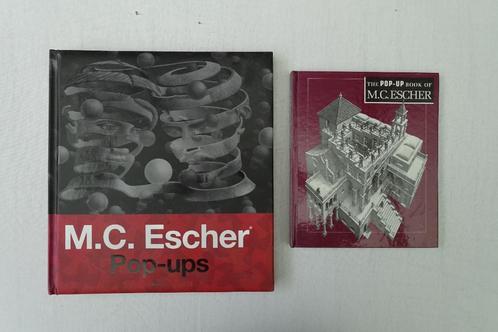 M.C. Escher®
Pop-ups
THE POP-UP BOOK OF
M.C. ESCHER